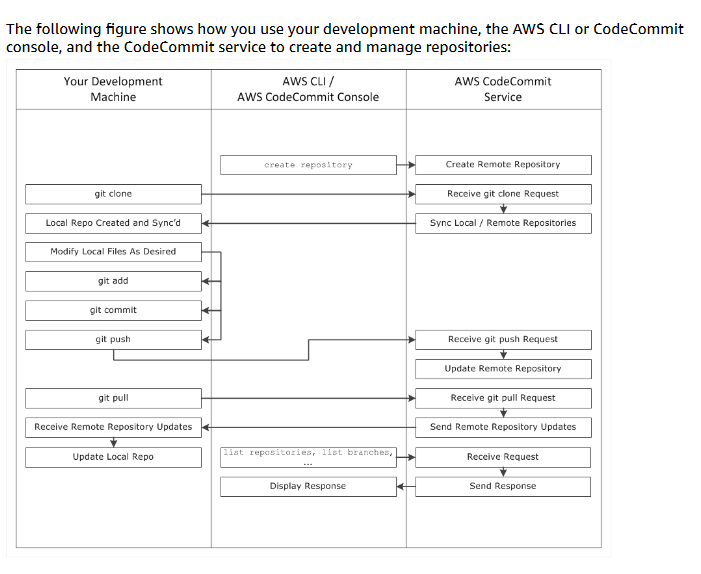 The following figure shows how you use your development machine, the AWS CLI or CodeCommit
console, and the CodeCommit service to create and manage repositories:
Your Development
Machine
AWS CLI /
AWS CodeCommit Console
AWS CodeCommit
Service
create repository
Create Remote Repository
git clone
Receive git clone Request
Local Repo Created and Sync'd
Sync Local / Remote Repositories
Modify Local Files As Desired
git add
git commit
git push
Receive git push Request
Update Remote Repository
git pull
Receive git pull Request
Receive Remote Repository Updates
Send Remote Repository Updates
Update Local Repo
list repositories, list branches,
...
Receive Request
Display Response
Send Response